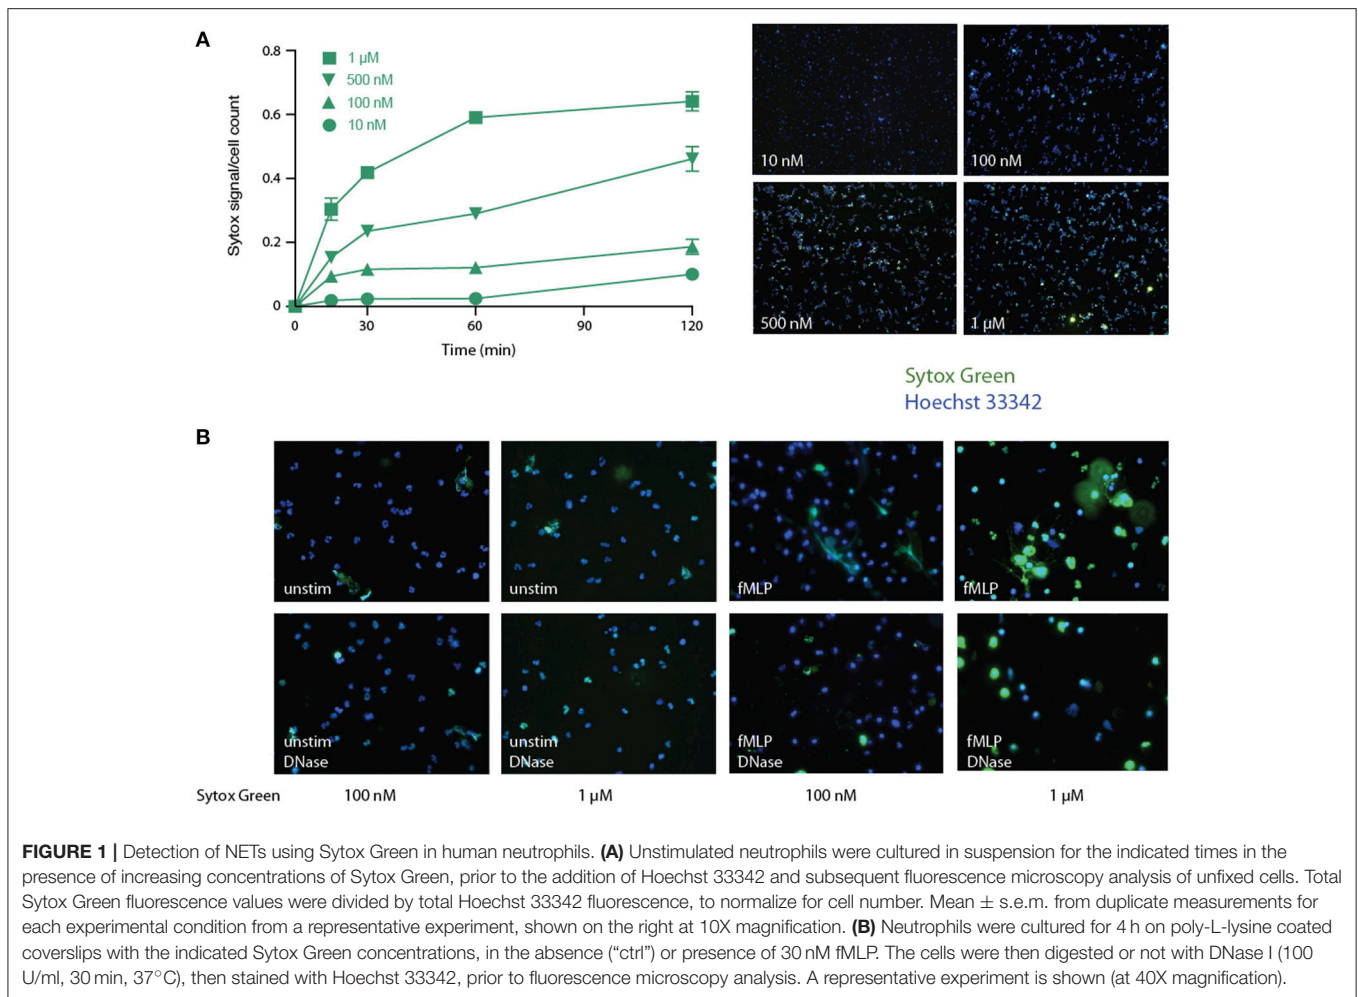 A
0.8
0.6
0.4
0.2
0
Sytox signal/cell count
1 µM
500 nM
100 nM
10 nM
0
30
60
90
120
Time (min)
10 nM
100 nM
500 nM
1 µM
Sytox Green
Hoechst 33342
B
unstim
unstim
fMLP
fMLP
unstim
DNase
unstim
DNase
fMLP
DNase
fMLP
DNase
Sytox Green
100 nM
1 µM
100 nM
1 µM
FIGURE 1 | Detection of NETs using Sytox Green in human neutrophils. (A) Unstimulated neutrophils were cultured in suspension for the indicated times in the
presence of increasing concentrations of Sytox Green, prior to the addition of Hoechst 33342 and subsequent fluorescence microscopy analysis of unfixed cells. Total
Sytox Green fluorescence values were divided by total Hoechst 33342 fluorescence, to normalize for cell number. Mean ± s.e.m. from duplicate measurements for
each experimental condition from a representative experiment, shown on the right at 10X magnification. (B) Neutrophils were cultured for 4 h on poly-L-lysine coated
coverslips with the indicated Sytox Green concentrations, in the absence (“ctrl”) or presence of 30 nM fMLP. The cells were then digested or not with DNase I (100
U/ml, 30 min, 37°C), then stained with Hoechst 33342, prior to fluorescence microscopy analysis. A representative experiment is shown (at 40X magnification).